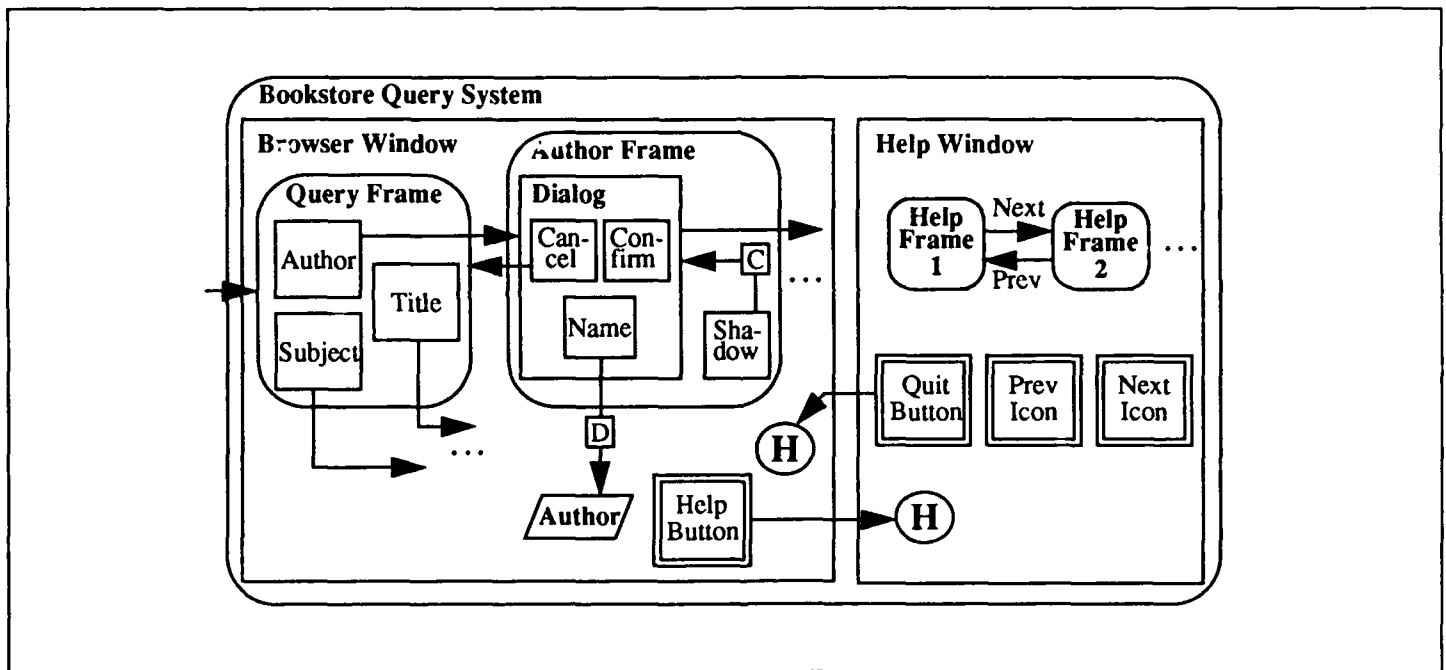 Bookstore Query System
Browser Window
Author Frame
Help Window
Query Frame
Dialog
Author
Can-
cel
Con-
firm
C
...
Title
Name
Sha-
dow
Subject
D
...
Author
H
Help
Button
Help
Frame
1
Next
Prev
Help
Frame
2
...
Quit
Button
Prev
Icon
Next
Icon
H